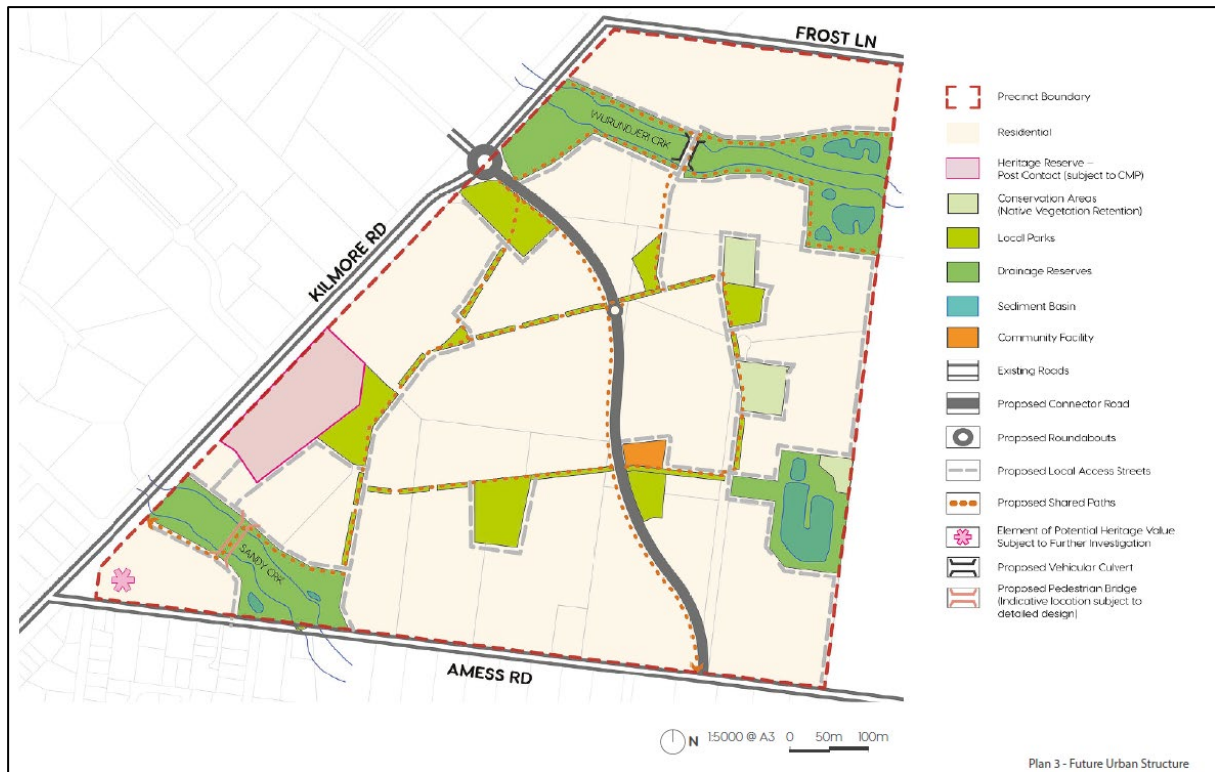 FROST LN
WURUNDJERI CRK
KILMORE RD
SANDY CRK
AMESS RD
Precinct Boundary
Residential
Heritage Reserve –
Post Contact (subject to CMP)
Conservation Areas
(Native Vegetation Retention)
Local Parks
Drainage Reserves
Sediment Basin
Community Facility
Existing Roads
Proposed Connector Road
Proposed Roundabouts
Proposed Local Access Streets
Proposed Shared Paths
Element of Potential Heritage Value
Subject to Further Investigation
Proposed Vehicular Culvert
Proposed Pedestrian Bridge
(Indicative location subject to
detailed design)
N 1:5000 @ A3 0 50m 100m
Plan 3 - Future Urban Structure